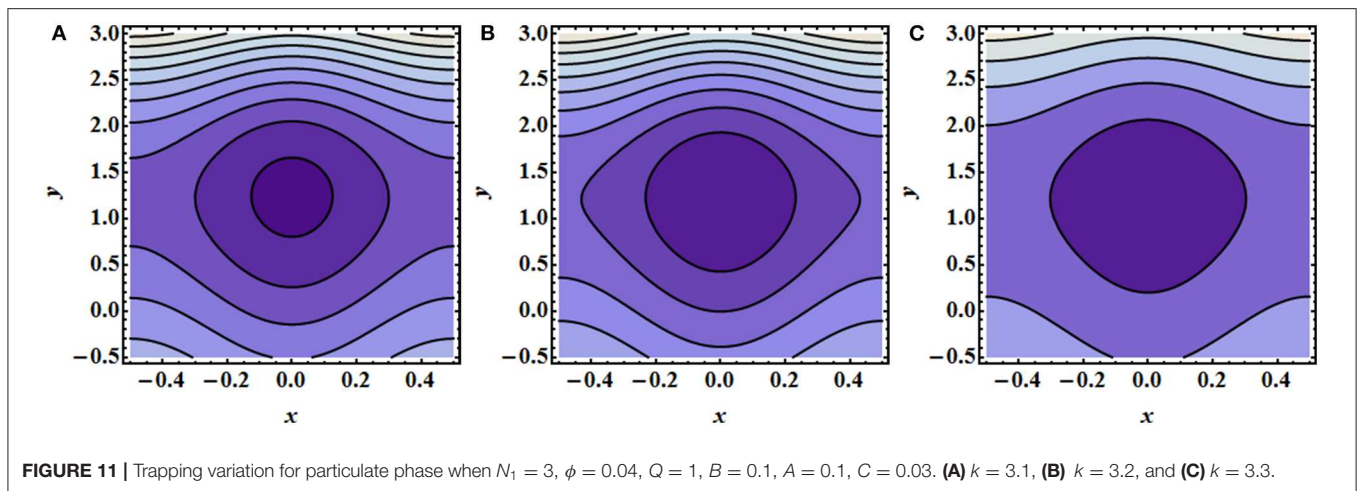 A
B
C
3.0
2.5
2.0
1.5
1.0
0.5
0.0
−0.5
y
−0.4 −0.2 0.0 0.2 0.4
x
3.0
2.5
2.0
1.5
1.0
0.5
0.0
−0.5
y
−0.4 −0.2 0.0 0.2 0.4
x
3.0
2.5
2.0
1.5
1.0
0.5
0.0
−0.5
y
−0.4 −0.2 0.0 0.2 0.4
x
FIGURE 11 | Trapping variation for particulate phase when N₁ = 3, ϕ = 0.04, Q = 1, B = 0.1, A = 0.1, C = 0.03. (A) k = 3.1, (B) k = 3.2, and (C) k = 3.3.